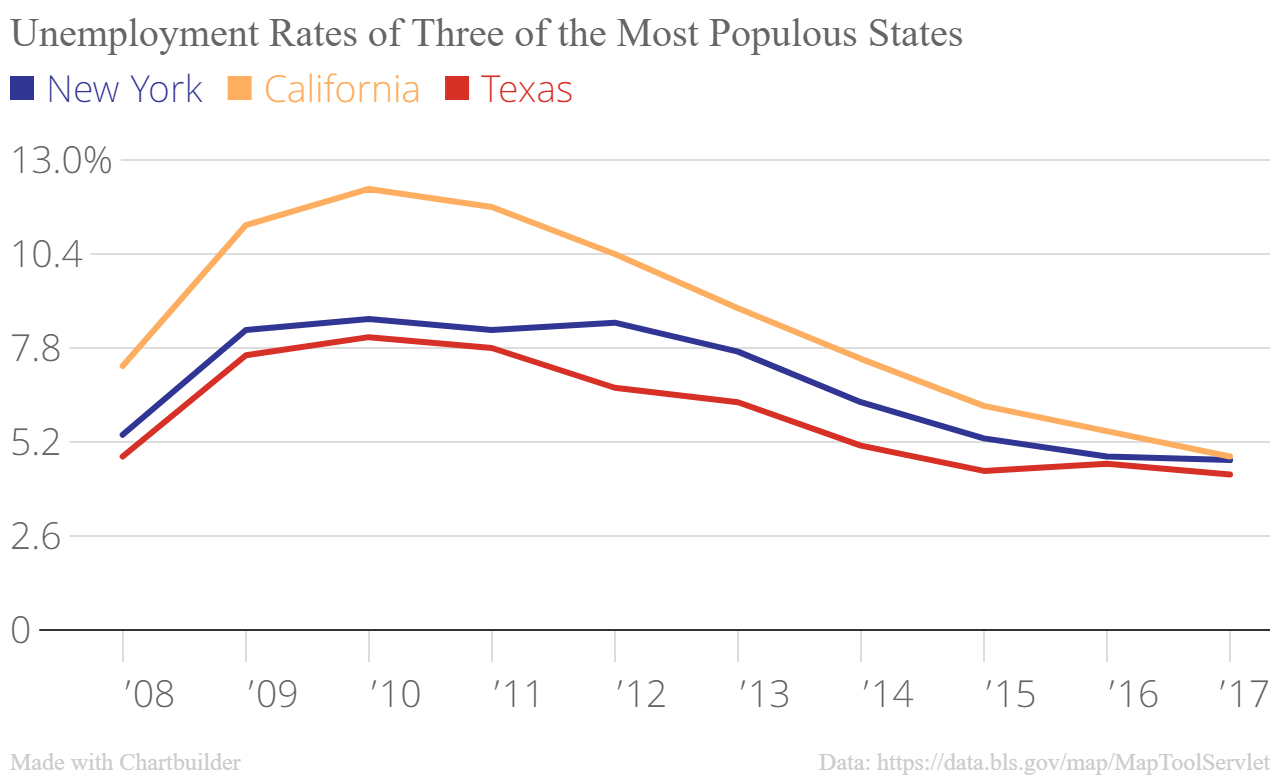 Unemployment Rates of Three of the Most Populous States
New York California Texas
13.0%
10.4
7.8
5.2
2.6
0
’08 ’09 ’10 ’11 ’12 ’13 ’14 ’15 ’16 ’17
Made with Chartbuilder Data: https://data.bls.gov/map/MapToolServlet